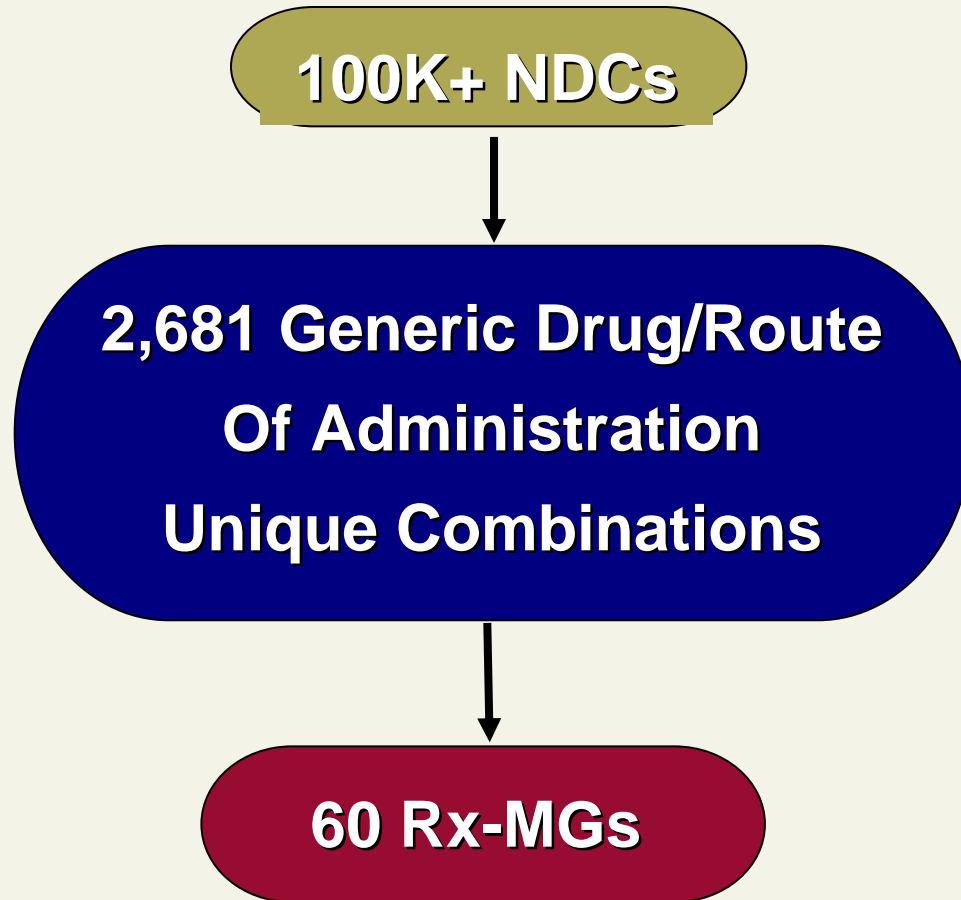 100K+ NDCs
2,681 Generic Drug/Route
Of Administration
Unique Combinations
60 Rx-MGs